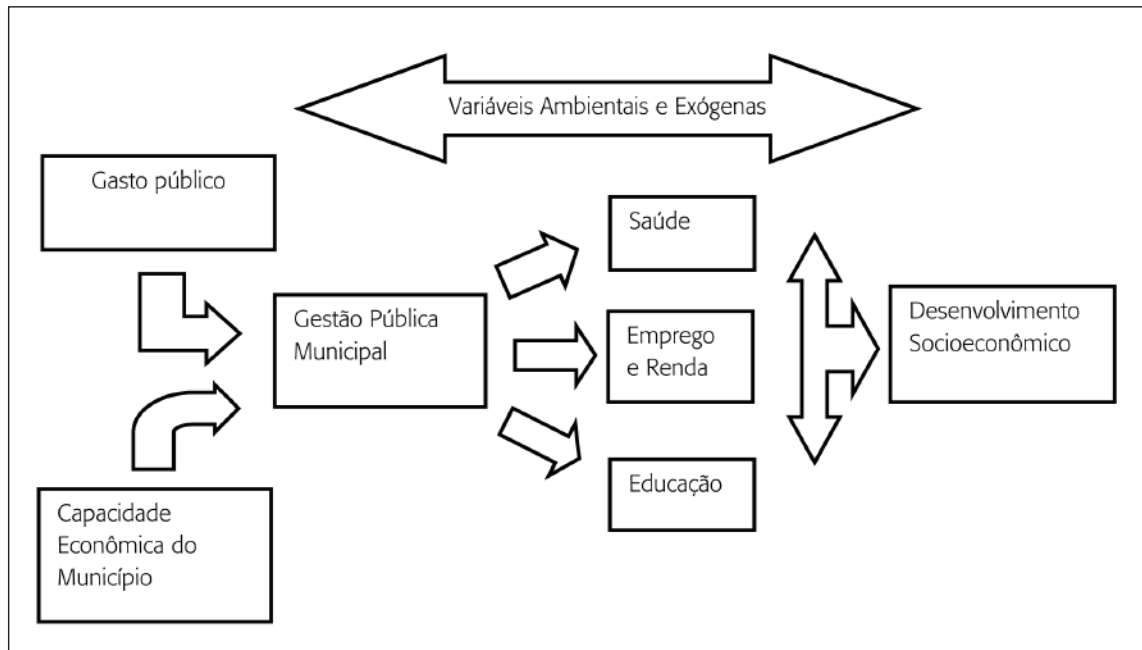 Variáveis Ambientais e Exógenas
Gasto público
Capacidade
Econômica do
Município
Gestão Pública
Municipal
Saúde
Emprego
e Renda
Educação
Desenvolvimento
Socioeconômico